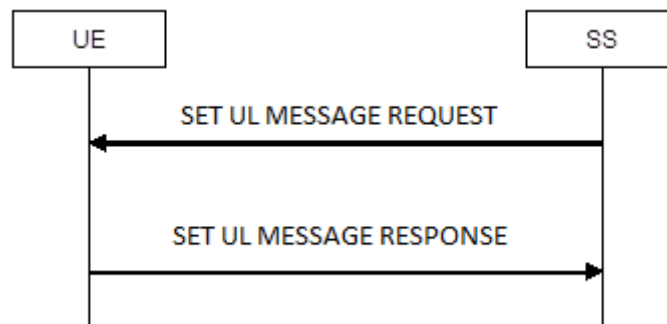 UE
SS
SET UL MESSAGE REQUEST
SET UL MESSAGE RESPONSE